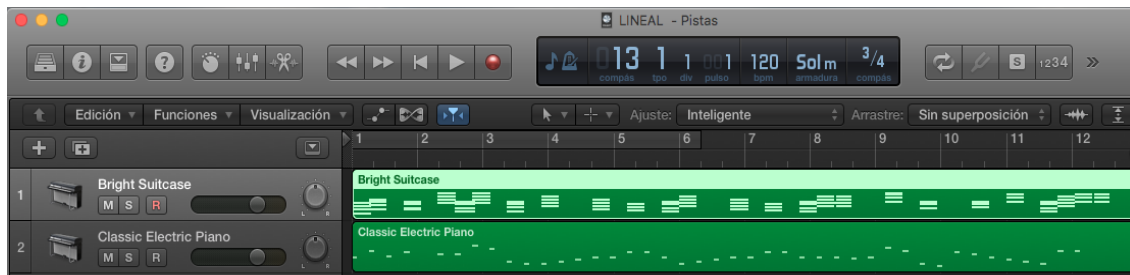 LINEAL - Pistas
013 1 1 001 120 Sol m 3/4
compás tpo div pulso bpm armadura compás
S 1234
Edición Funciones Visualización Ajuste: Inteligente Arrastre: Sin superposición
1 2 3 4 5 6 7 8 9 10 11 12
1 Bright Suitcase
M S R
L R
Bright Suitcase
2 Classic Electric Piano
M S R
L R
Classic Electric Piano